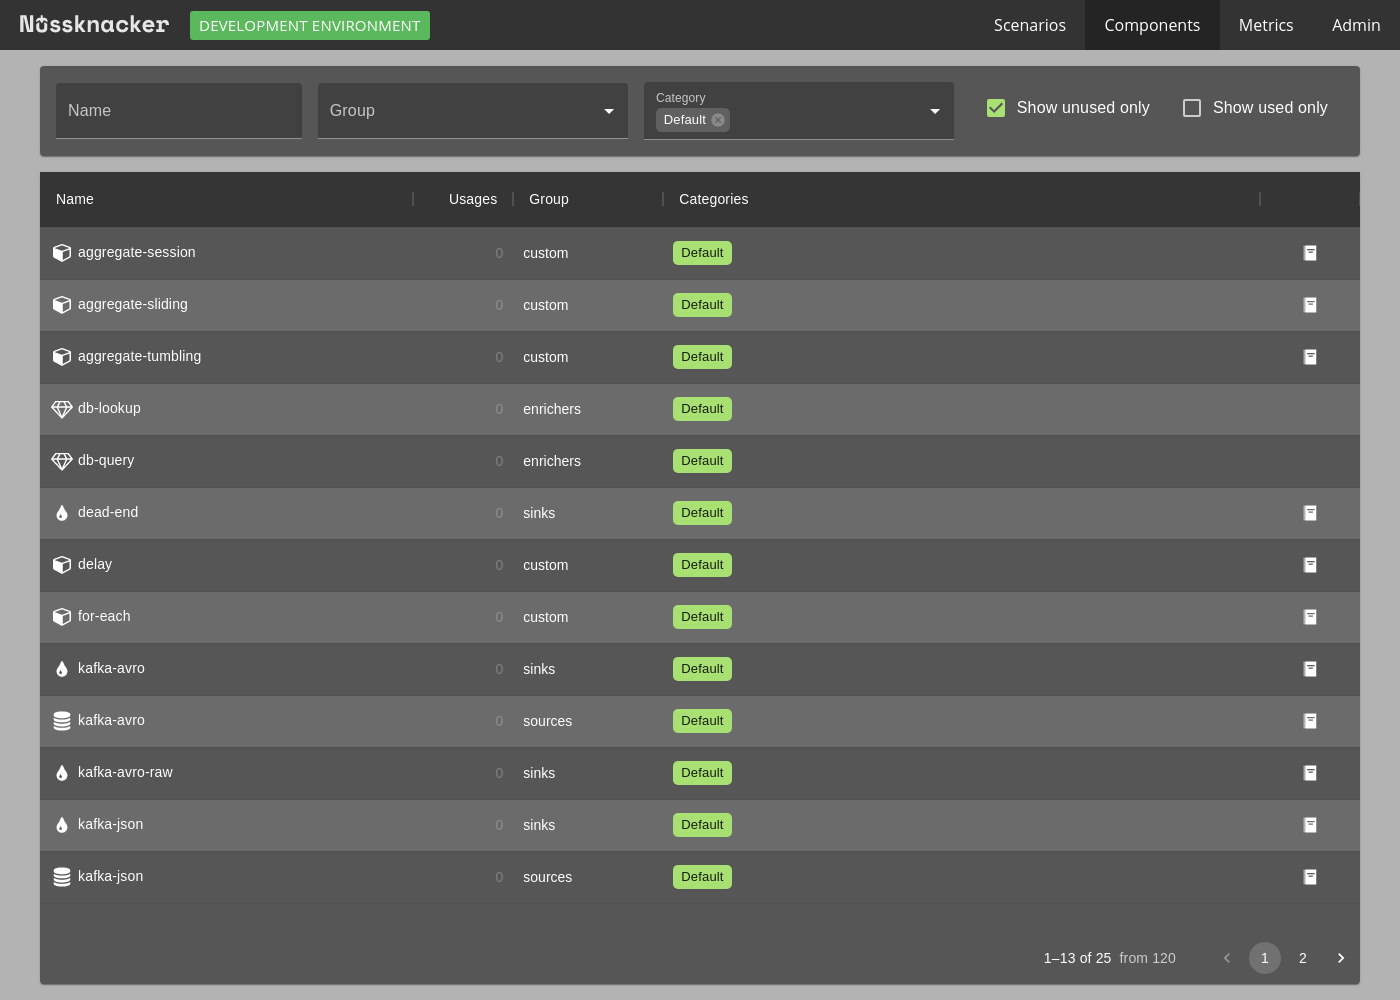 Nussknacker DEVELOPMENT ENVIRONMENT Scenarios Components Metrics Admin
Name Group Category Default Show unused only Show used only
Name Usages Group Categories
aggregate-session 0 custom Default
aggregate-sliding 0 custom Default
aggregate-tumbling 0 custom Default
db-lookup 0 enrichers Default
db-query 0 enrichers Default
dead-end 0 sinks Default
delay 0 custom Default
for-each 0 custom Default
kafka-avro 0 sinks Default
kafka-avro 0 sources Default
kafka-avro-raw 0 sinks Default
kafka-json 0 sinks Default
kafka-json 0 sources Default
1–13 of 25 from 120 1 2